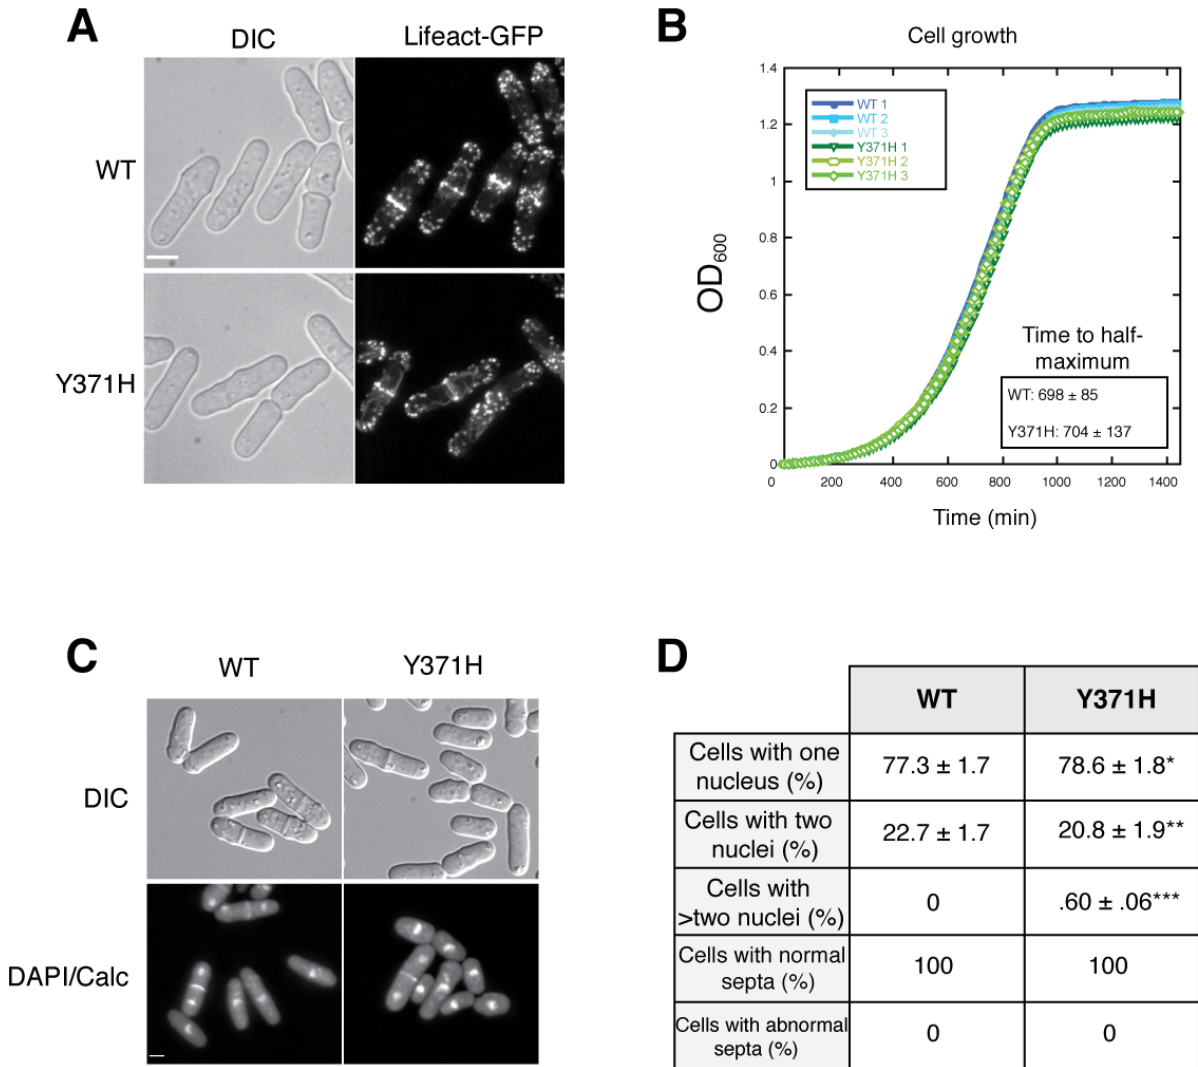 A
DIC
Lifeact-GFP
WT
Y371H
B
Cell growth
1.4
1.2
1
0.8
0.6
0.4
0.2
0
OD600
WT 1
WT 2
WT 3
Y371H 1
Y371H 2
Y371H 3
Time to half-
maximum
WT: 698 ± 85
Y371H: 704 ± 137
0 200 400 600 800 1000 1200 1400
Time (min)
C
WT
Y371H
DIC
DAPI/Calc
D
WT Y371H
Cells with one
nucleus (%)
77.3 ± 1.7 78.6 ± 1.8*
Cells with two
nuclei (%)
22.7 ± 1.7 20.8 ± 1.9**
Cells with
>two nuclei (%)
0 .60 ± .06***
Cells with normal
septa (%)
100 100
Cells with abnormal
septa (%)
0 0